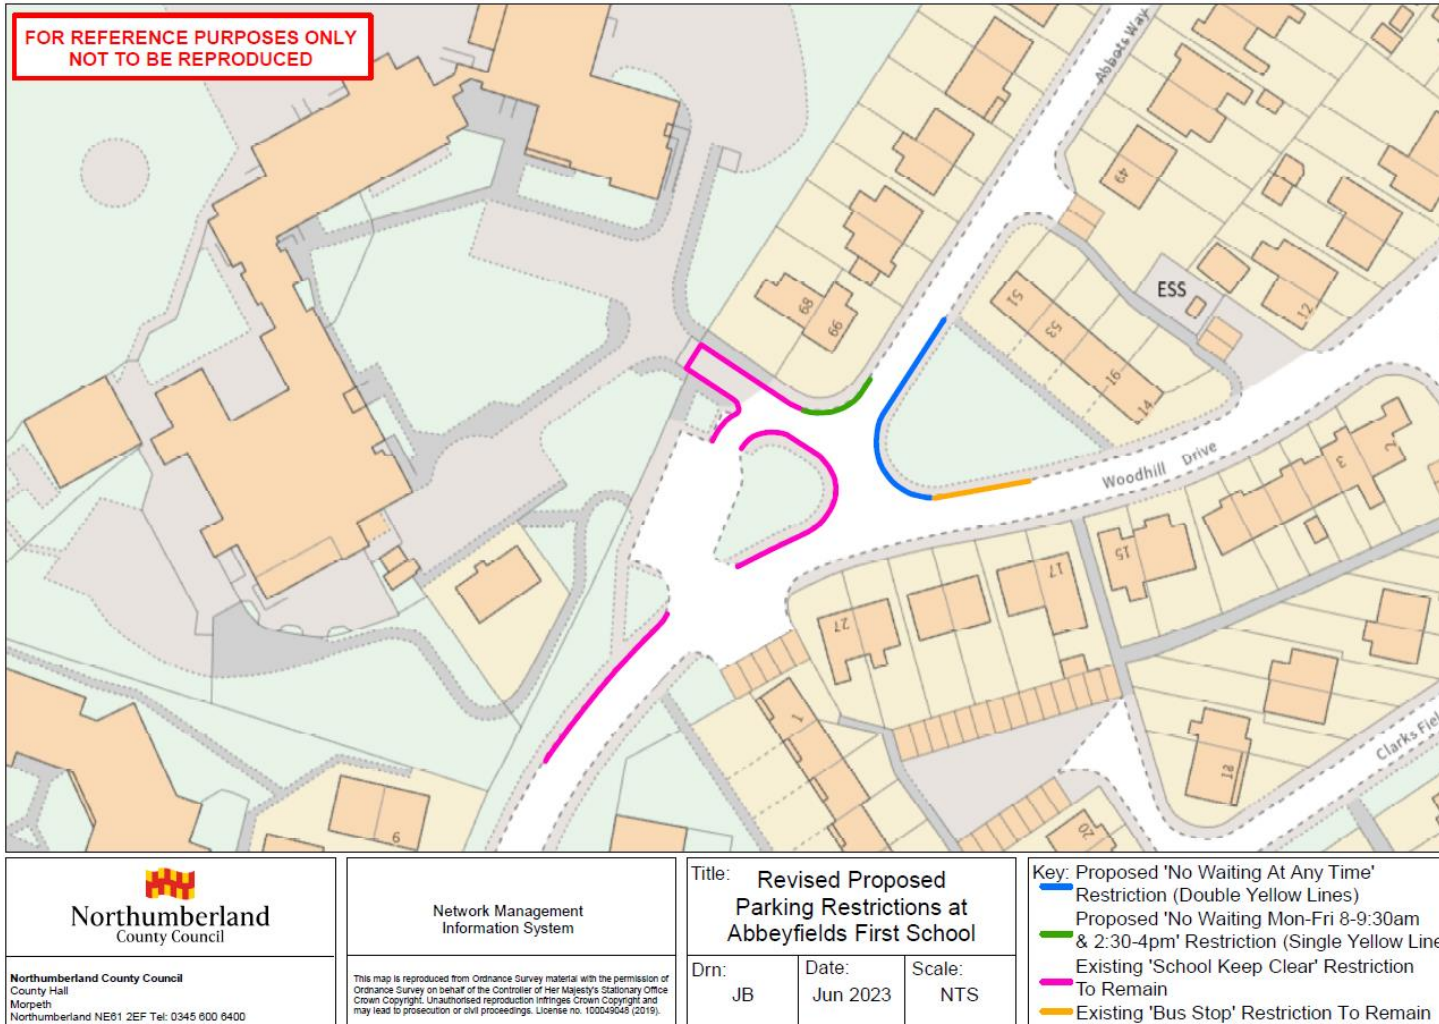 FOR REFERENCE PURPOSES ONLY
NOT TO BE REPRODUCED
Abbots Way
49
ESS
12
51
53
16
14
68
66
Woodhill Drive
2
3
15
17
27
1
18
20
6
Clarks Fiel
Northumberland
County Council
Northumberland County Council
County Hall
Morpeth
Northumberland NE61 2EF Tel: 0345 600 6400
Network Management
Information System
This map is reproduced from Ordnance Survey material with the permission of
Ordnance Survey on behalf of the Controller of Her Majesty's Stationary Office
Crown Copyright. Unauthorised reproduction infringes Crown Copyright and
may lead to prosecution or civil proceedings. License no. 100049048 (2019).
Title: Revised Proposed
Parking Restrictions at
Abbeyfields First School
Drn:
JB
Date:
Jun 2023
Scale:
NTS
Key: Proposed 'No Waiting At Any Time'
Restriction (Double Yellow Lines)
Proposed 'No Waiting Mon-Fri 8-9:30am
& 2:30-4pm' Restriction (Single Yellow Line
Existing 'School Keep Clear' Restriction
To Remain
Existing 'Bus Stop' Restriction To Remain